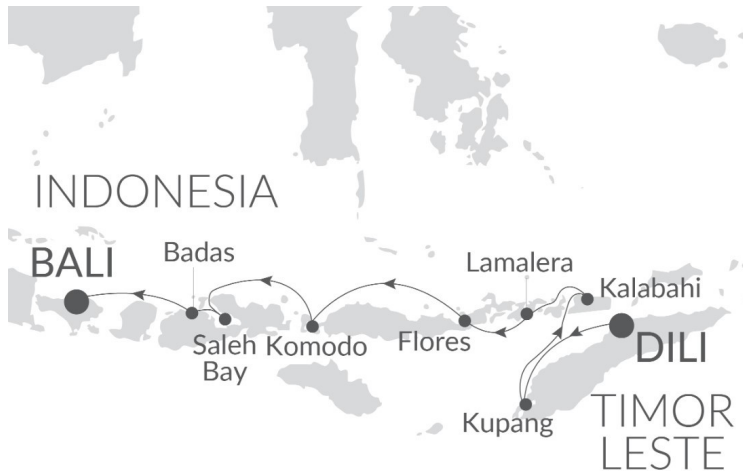 INDONESIA
BALI
Badas
Saleh
Bay
Komodo
Flores
Lamalera
Kalabahi
DILI
Kupang
TIMOR
LESTE